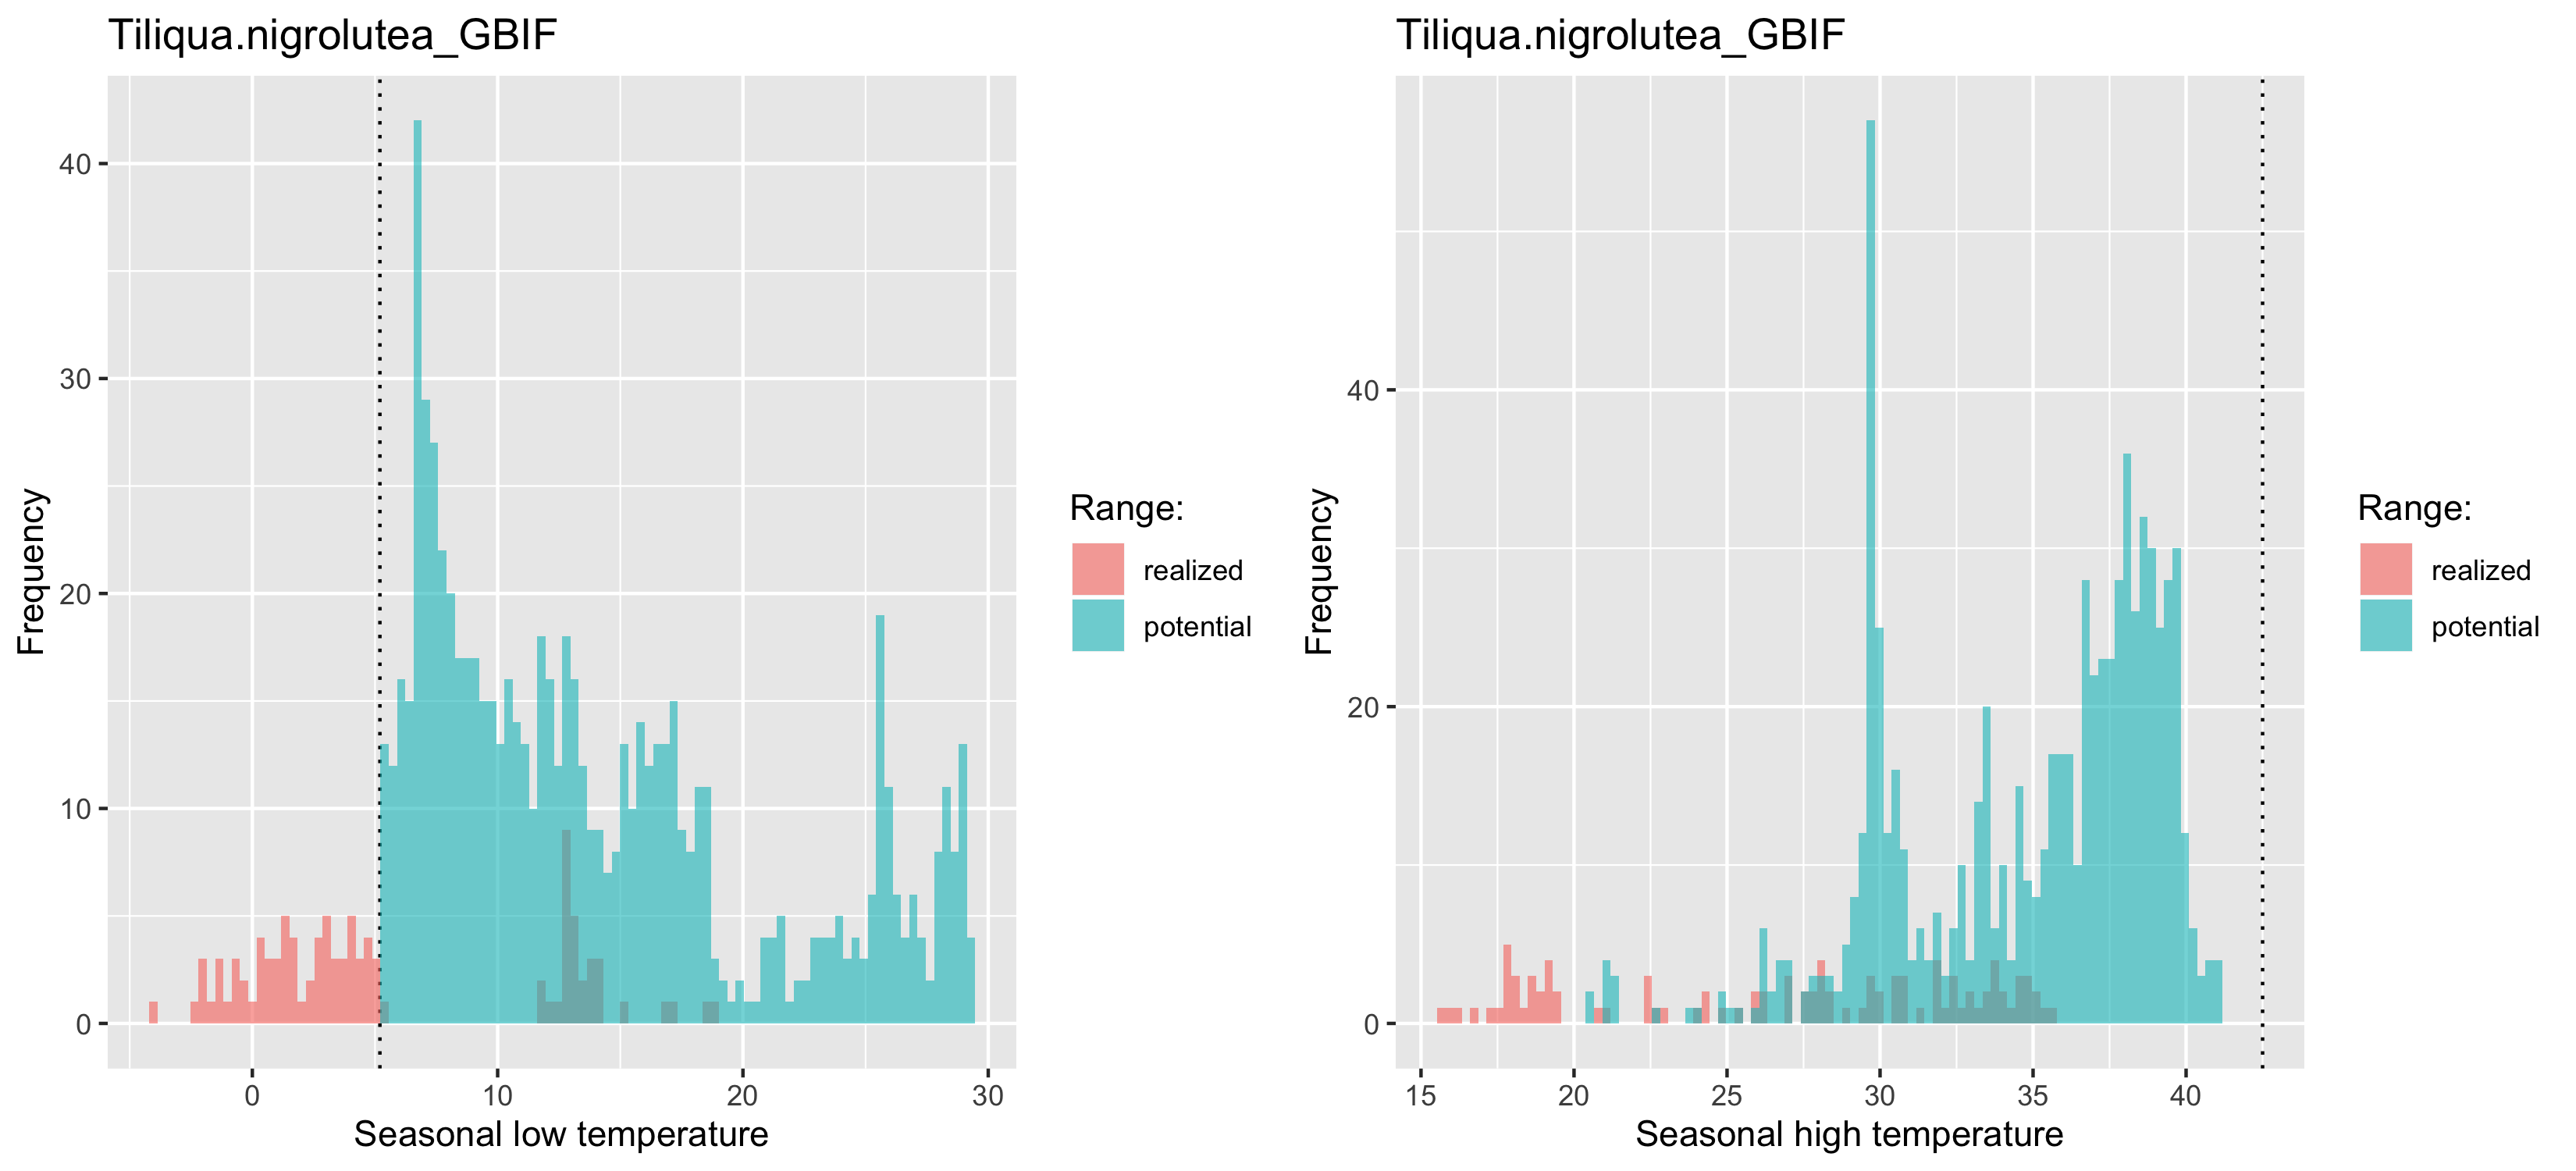 Tiliqua.nigrolutea_GBIF
Frequency
40
30
20
10
0
0 10 20 30
Seasonal low temperature
Range:
realized
potential
Tiliqua.nigrolutea_GBIF
Frequency
40
20
0
15 20 25 30 35 40
Seasonal high temperature
Range:
realized
potential